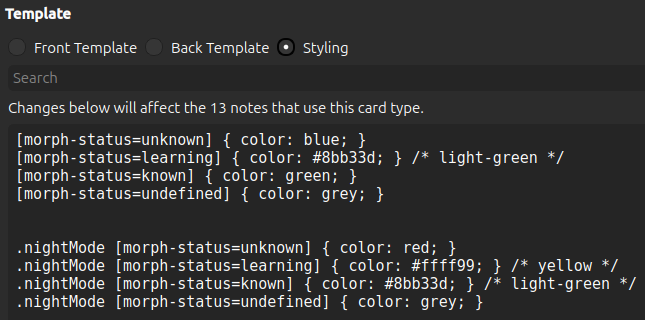 Template
Front Template Back Template Styling
Search
Changes below will affect the 13 notes that use this card type.
[morph-status=unknown] { color: blue; }
[morph-status=learning] { color: #8bb33d; } /* light-green */
[morph-status=known] { color: green; }
[morph-status=undefined] { color: grey; }
.nightMode [morph-status=unknown] { color: red; }
.nightMode [morph-status=learning] { color: #ffff99; } /* yellow */
.nightMode [morph-status=known] { color: #8bb33d; } /* light-green */
.nightMode [morph-status=undefined] { color: grey; }